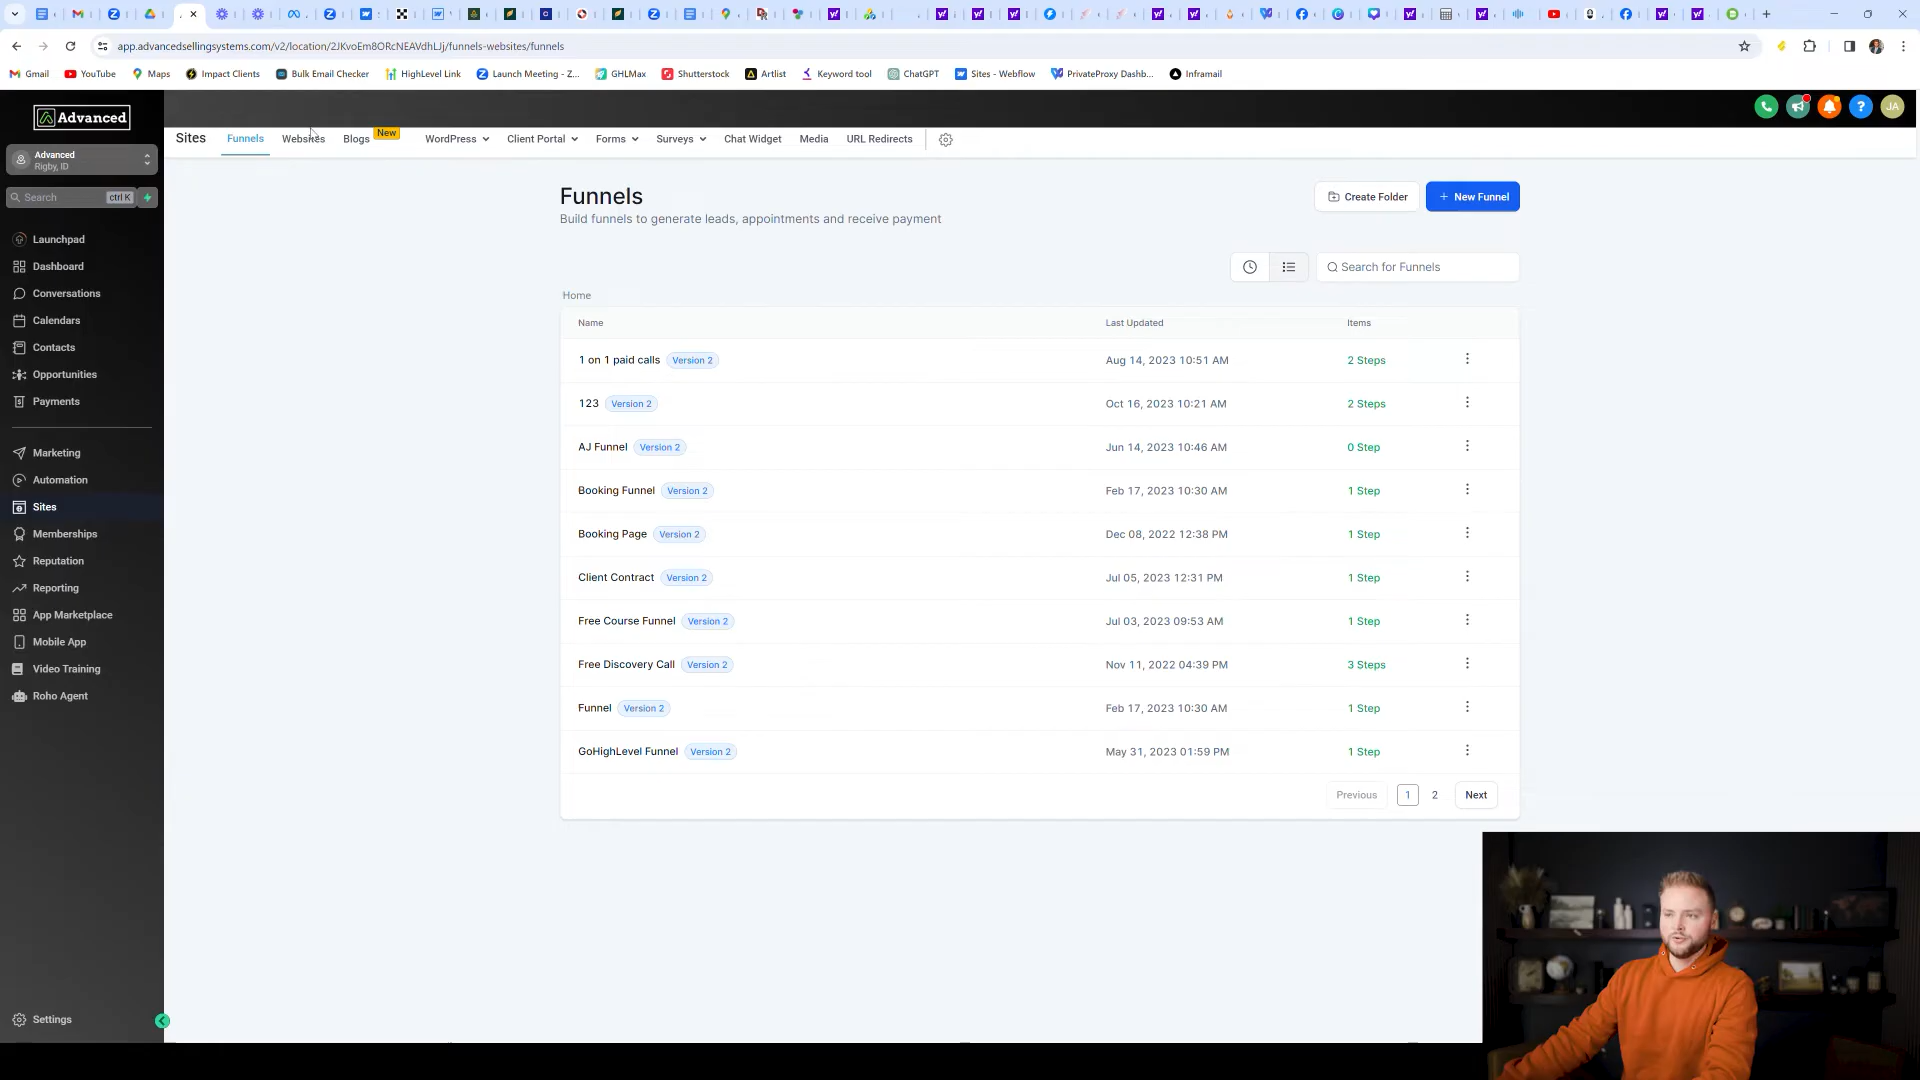 app.advancedsellingsystems.com/v2/location/2JKvoEm8ORcNEAVdhLJj/funnels-websites/funnels
Gmail YouTube Maps Impact Clients Bulk Email Checker HighLevel Link Launch Meeting - Z... GHLMax Shutterstock Artlist Keyword tool ChatGPT Sites - Webflow PrivateProxy Dashb... Inframail
Advanced
JA
Sites Funnels Websites Blogs New WordPress Client Portal Forms Surveys Chat Widget Media URL Redirects
Advanced
Rigby, ID
Search ctrl K
Launchpad
Dashboard
Conversations
Calendars
Contacts
Opportunities
Payments
Marketing
Automation
Sites
Memberships
Reputation
Reporting
App Marketplace
Mobile App
Video Training
Roho Agent
Settings
Funnels
Build funnels to generate leads, appointments and receive payment
Create Folder + New Funnel
Search for Funnels
Home
Name Last Updated Items
1 on 1 paid calls Version 2 Aug 14, 2023 10:51 AM 2 Steps
123 Version 2 Oct 16, 2023 10:21 AM 2 Steps
AJ Funnel Version 2 Jun 14, 2023 10:46 AM 0 Step
Booking Funnel Version 2 Feb 17, 2023 10:30 AM 1 Step
Booking Page Version 2 Dec 08, 2022 12:38 PM 1 Step
Client Contract Version 2 Jul 05, 2023 12:31 PM 1 Step
Free Course Funnel Version 2 Jul 03, 2023 09:53 AM 1 Step
Free Discovery Call Version 2 Nov 11, 2022 04:39 PM 3 Steps
Funnel Version 2 Feb 17, 2023 10:30 AM 1 Step
GoHighLevel Funnel Version 2 May 31, 2023 01:59 PM 1 Step
Previous 1 2 Next